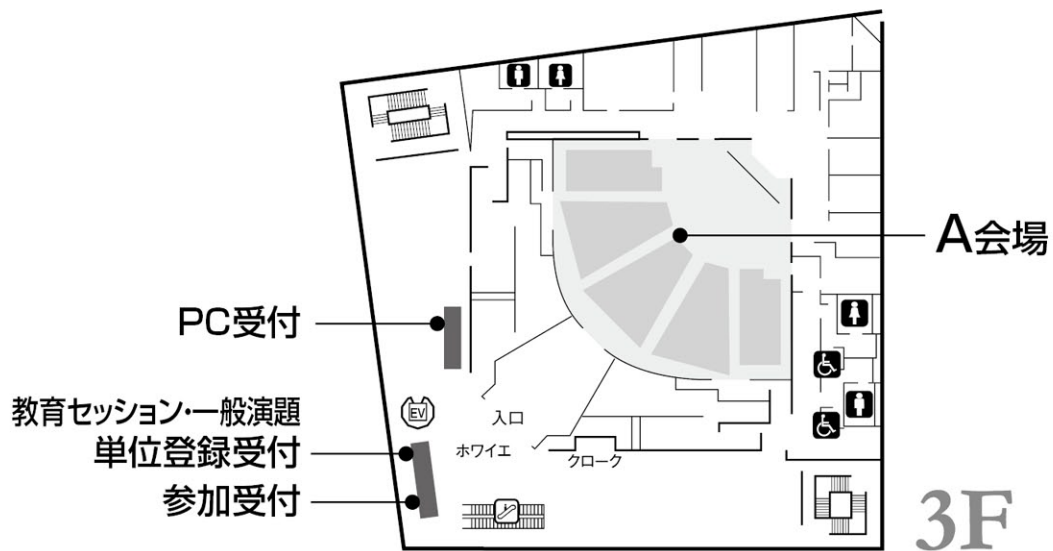 A会場
PC受付
教育セッション・一般演題
単位登録受付
参加受付
EV
入口
ホワイエ
クローク
3F